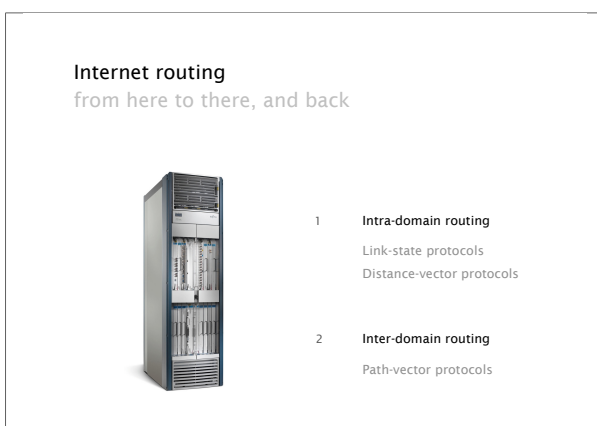 Internet routing
from here to there, and back
1 Intra-domain routing
Link-state protocols
Distance-vector protocols
2 Inter-domain routing
Path-vector protocols